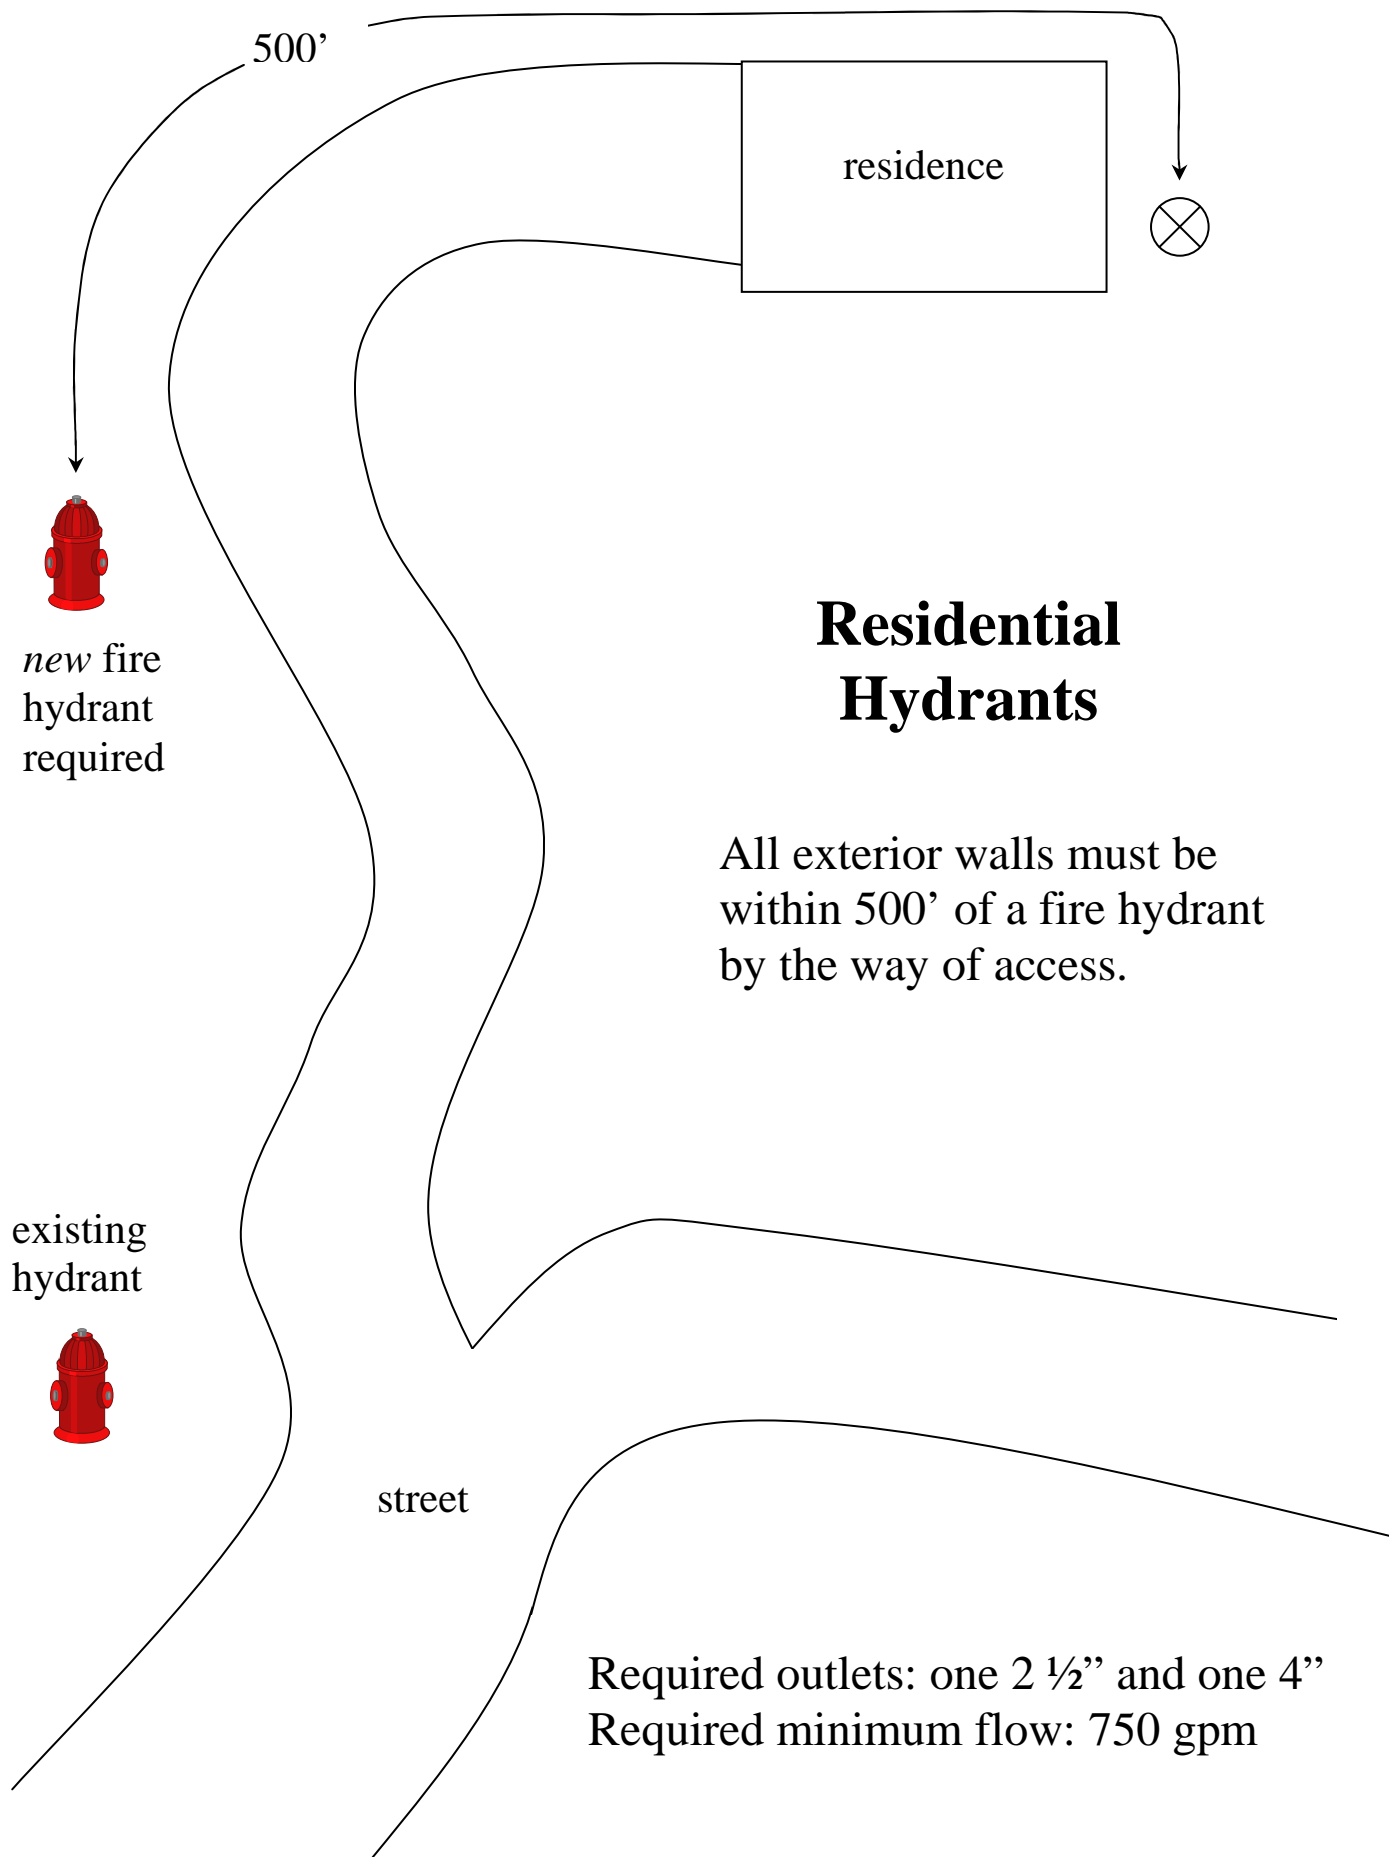 500’
residence
new fire
hydrant
required
Residential
Hydrants
All exterior walls must be
within 500’ of a fire hydrant
by the way of access.
existing
hydrant
street
Required outlets: one 2 ½” and one 4”
Required minimum flow: 750 gpm